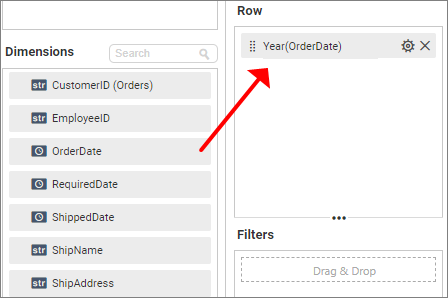 Dimensions
Search
str CustomerID (Orders)
str EmployeeID
OrderDate
RequiredDate
ShippedDate
str ShipName
str ShipAddress
Row
Year(OrderDate)
Filters
Drag & Drop